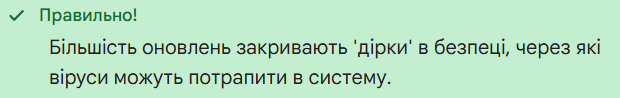 Правильно!
Більшість оновлень закривають 'дірки' в безпеці, через які
віруси можуть потрапити в систему.